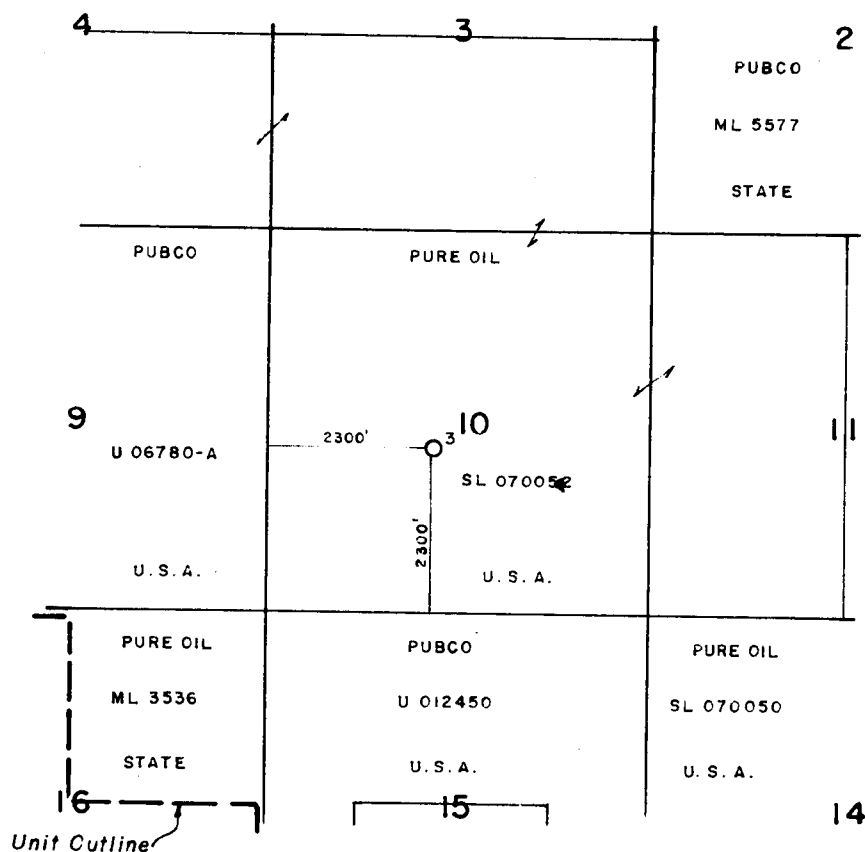 4 3 2
PUBCO
ML 5577
STATE
PUBCO PURE OIL
9 10 11
2300' 3
U 06780-A
SL 070052
2300'
U.S.A. U.S.A.
PURE OIL PUBCO PURE OIL
ML 3536 U 012450 SL 070050
STATE U.S.A. U.S.A.
16 15 14
Unit Outline